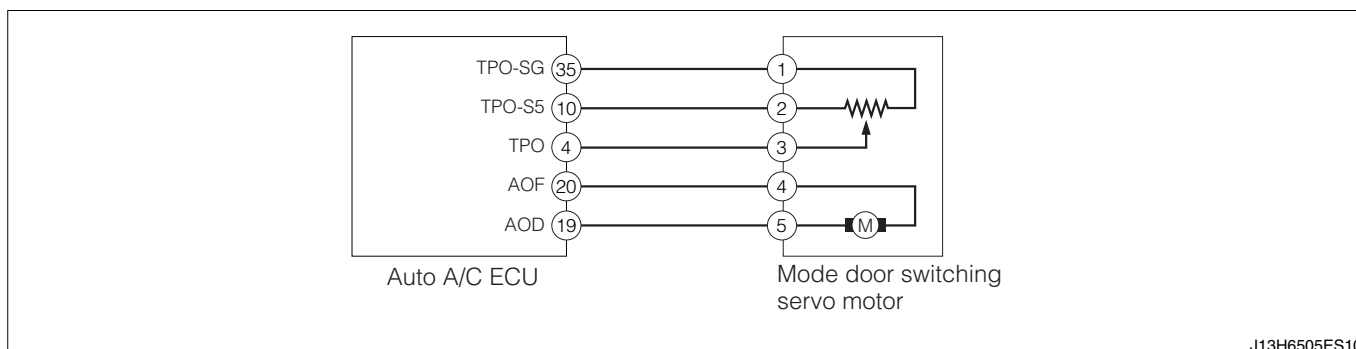 TPO-SG 35 1
TPO-S5 10 2
TPO 4 3
AOF 20 4
AOD 19 5 M
Auto A/C ECU
Mode door switching
servo motor
J13H6505ES10